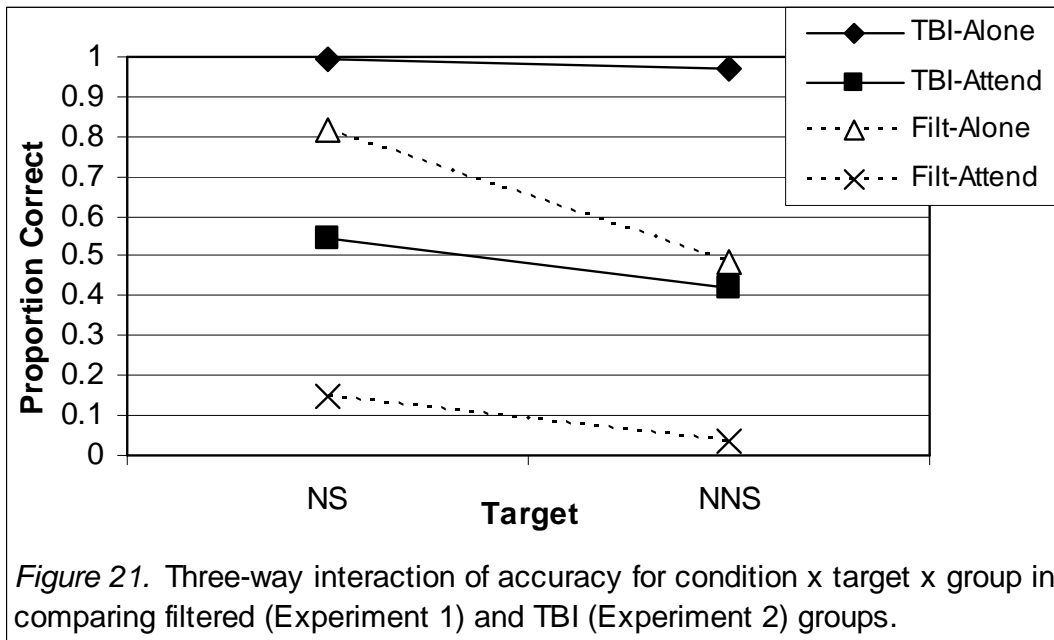 TBI-Alone
TBI-Attend
Filt-Alone
Filt-Attend
1
0.9
0.8
0.7
0.6
0.5
0.4
0.3
0.2
0.1
0
Proportion Correct
NS
NNS
Target
Figure 21. Three-way interaction of accuracy for condition x target x group in
comparing filtered (Experiment 1) and TBI (Experiment 2) groups.